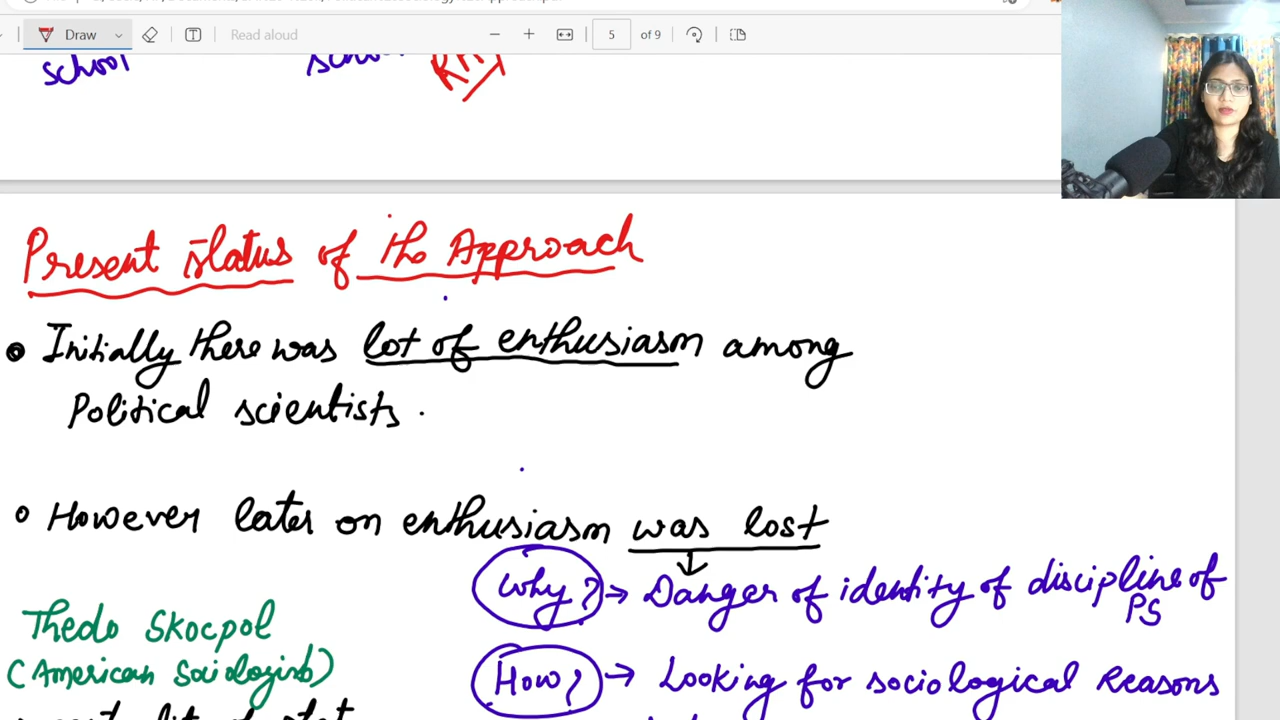 Draw
Read aloud
5 of 9
school
Present status of the Approach
Initially there was lot of enthusiasm among
Political scientists.
However later on enthusiasm was lost
Why? → Danger of identity of discipline of
PS
Thedo Skocpol
(American Sociologist)
How? → Looking for sociological Reasons